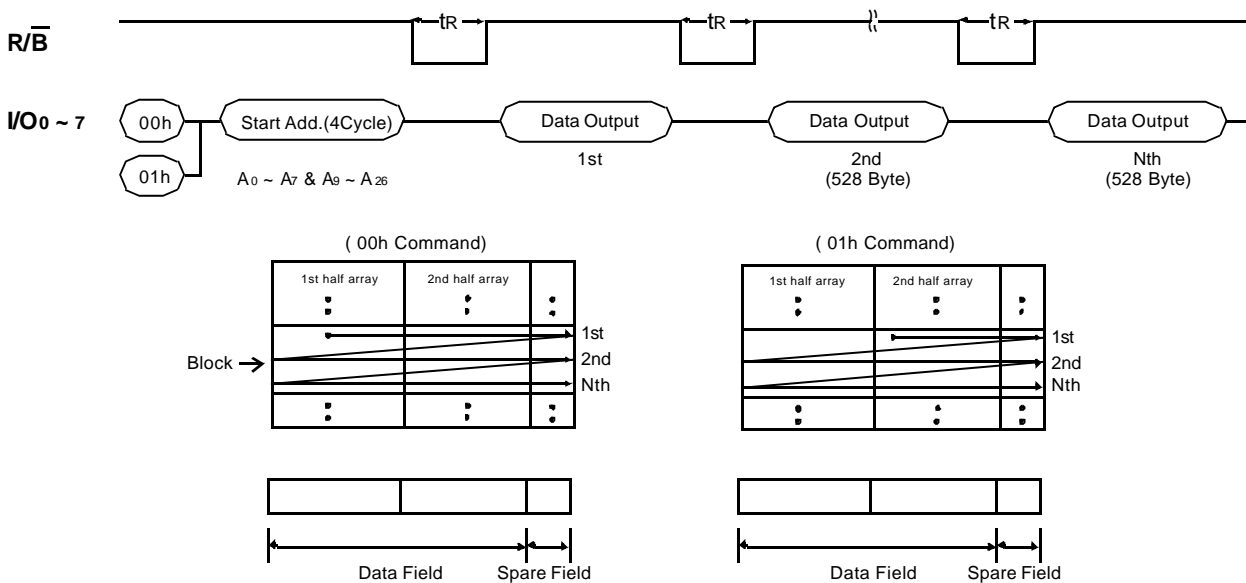 R/B tR tR tR
I/O0 ~ 7 00h Start Add.(4Cycle) Data Output Data Output Data Output
01h A0 ~ A7 & A9 ~ A26 1st 2nd Nth
(528 Byte) (528 Byte)
( 00h Command) ( 01h Command)
1st half array 2nd half array 1st half array 2nd half array
1st 1st
Block 2nd 2nd
Nth Nth
Data Field Spare Field Data Field Spare Field